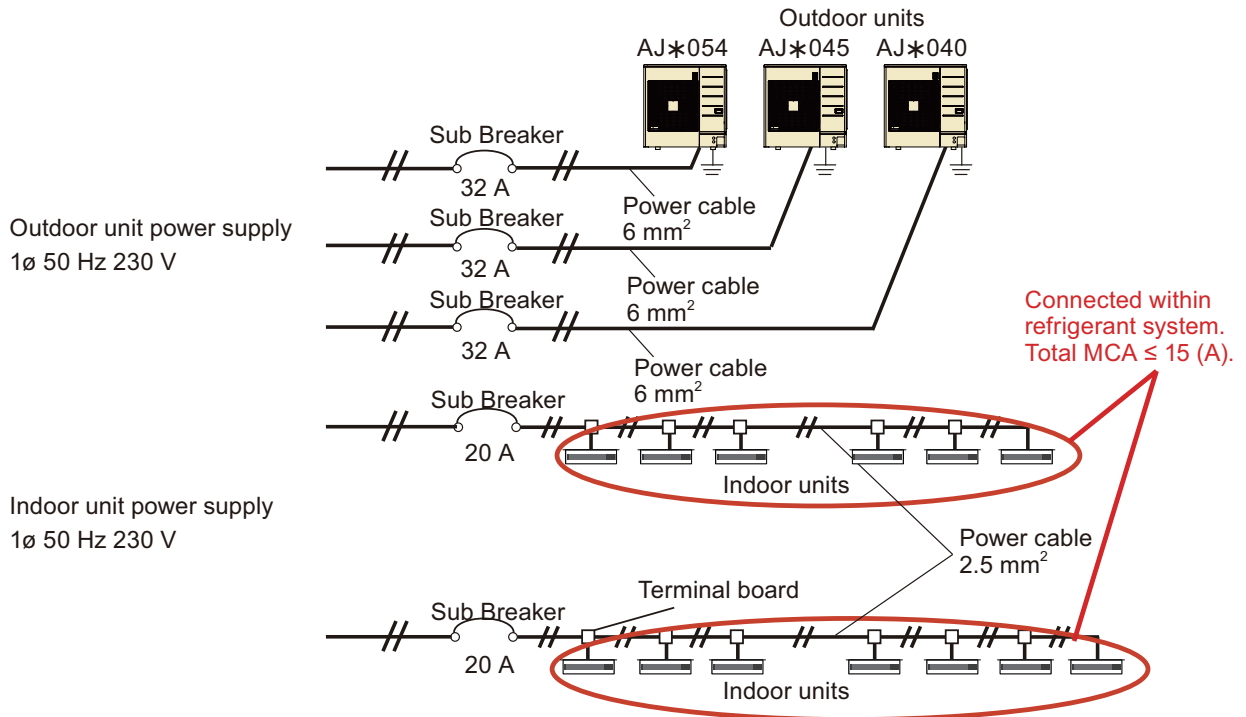 Outdoor units
AJ∗054 AJ∗045 AJ∗040
Sub Breaker
32 A
Power cable
6 mm²
Outdoor unit power supply
1ø 50 Hz 230 V
Sub Breaker
32 A
Power cable
6 mm²
Sub Breaker
32 A
Power cable
6 mm²
Connected within
refrigerant system.
Total MCA ≤ 15 (A).
Sub Breaker
20 A
Indoor units
Indoor unit power supply
1ø 50 Hz 230 V
Power cable
2.5 mm²
Terminal board
Sub Breaker
20 A
Indoor units